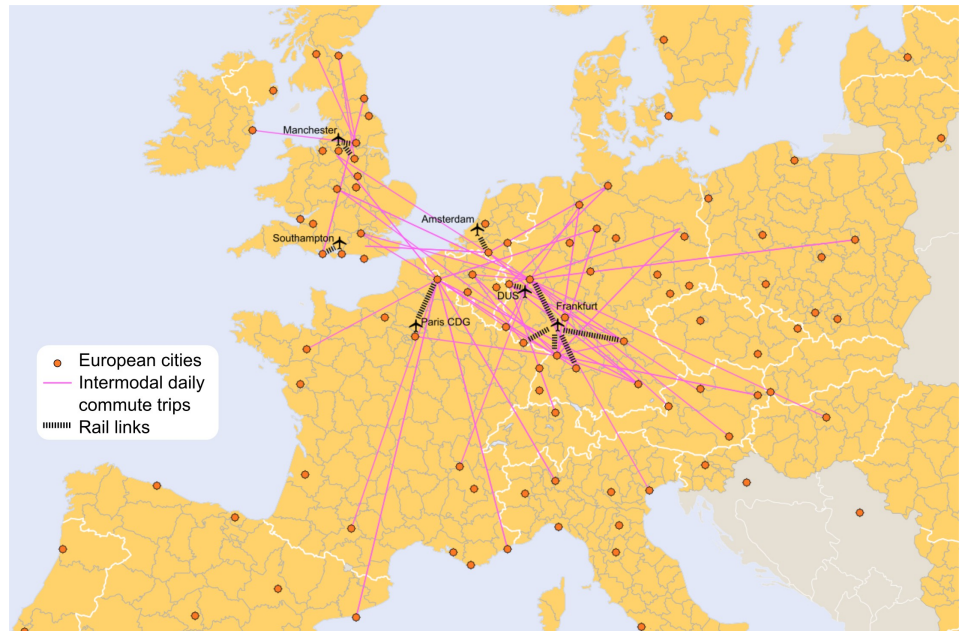 Manchester
Amsterdam
Southampton
DUS
Frankfurt
Paris CDG
European cities
Intermodal daily
commute trips
Rail links